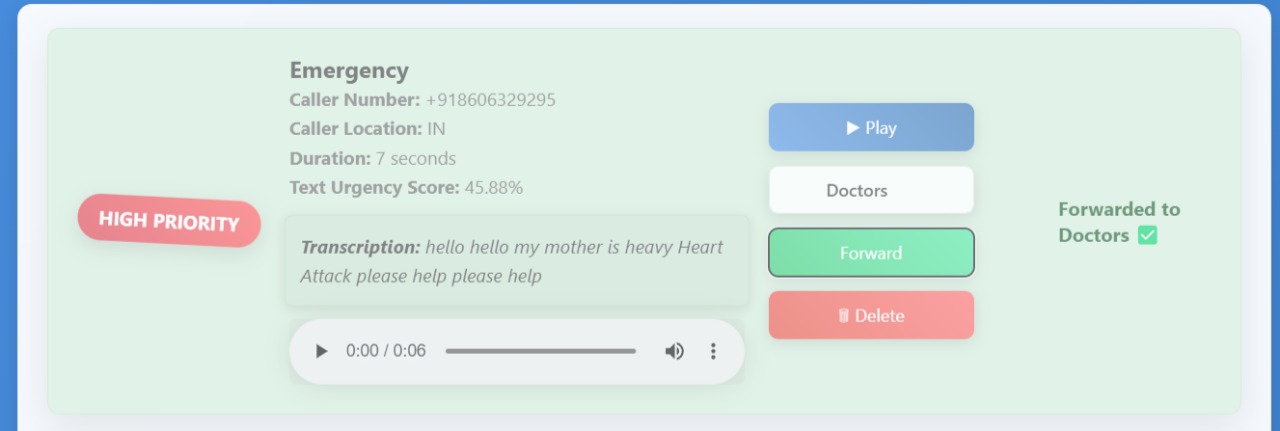 HIGH PRIORITY
Emergency
Caller Number: +918606329295
Caller Location: IN
Duration: 7 seconds
Text Urgency Score: 45.88%
Transcription: hello hello my mother is heavy Heart
Attack please help please help
0:00 / 0:06
Play
Doctors
Forward
Delete
Forwarded to
Doctors ✅